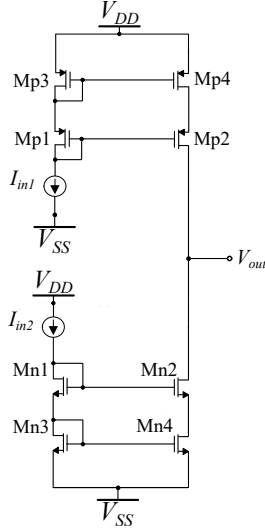 V_DD
Mp3 Mp4
Mp1 Mp2
I_in1
V_SS
V_out
V_DD
I_in2
Mn1 Mn2
Mn3 Mn4
V_SS